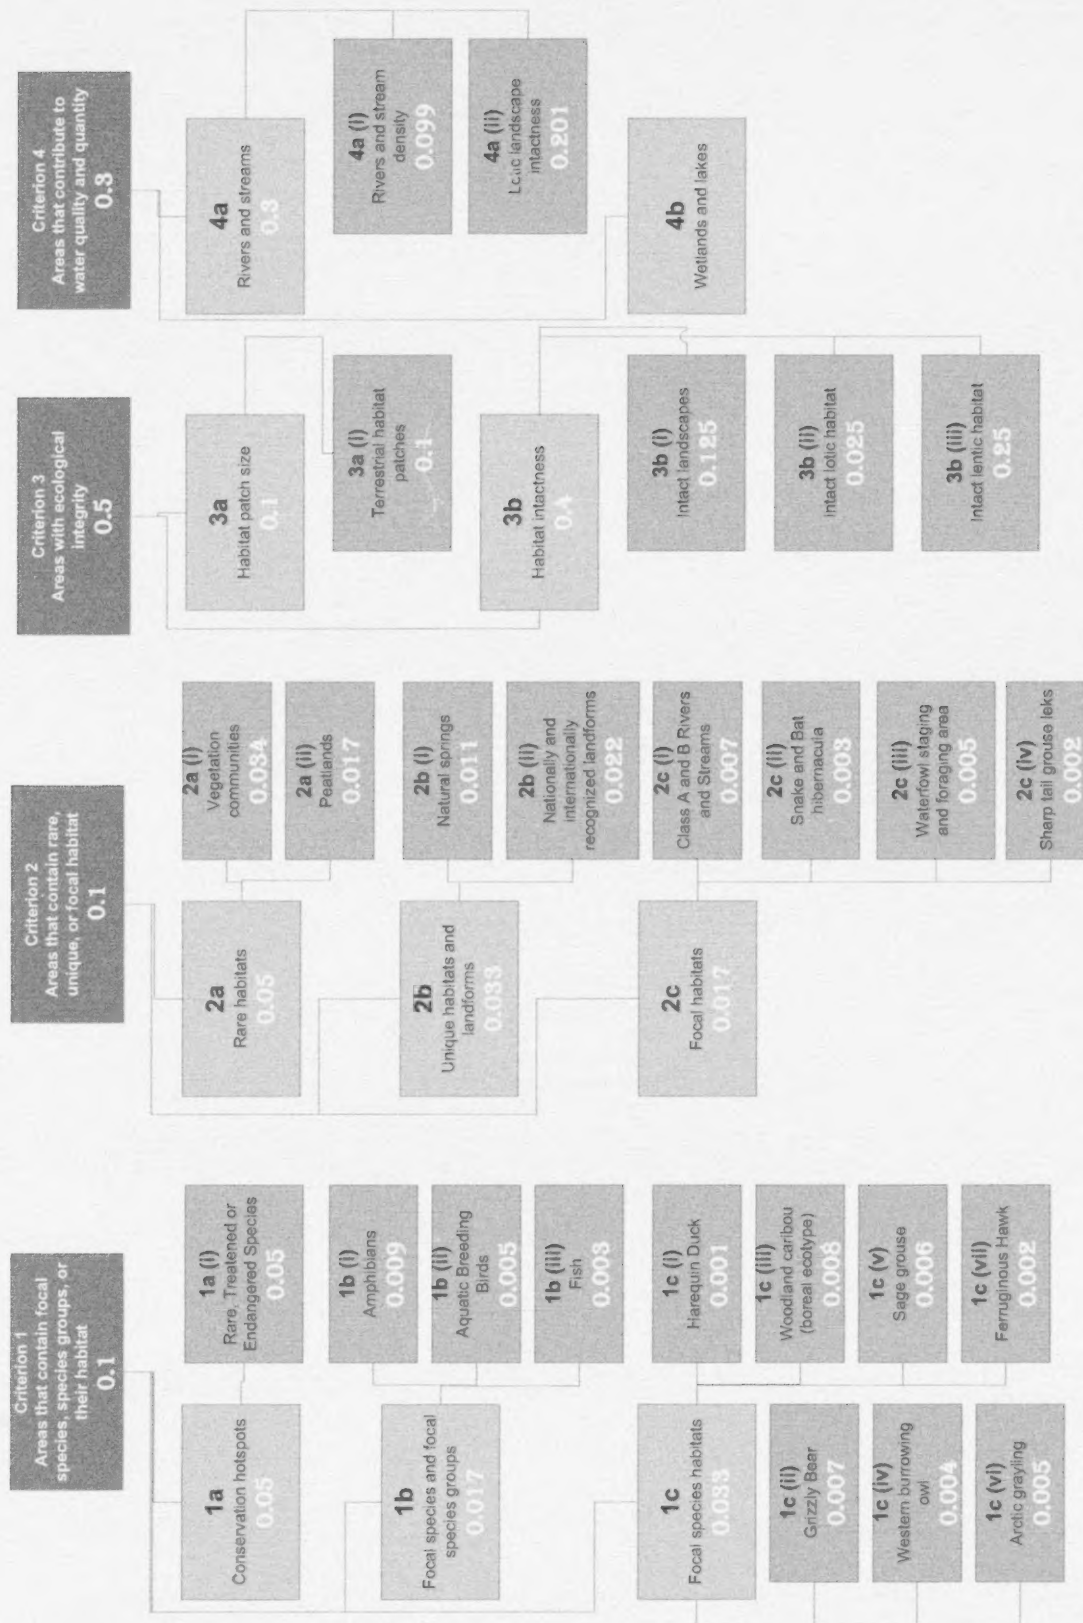 Criterion 1
Areas that contain focal
species, species groups, or
their habitat
0.1
1a
Conservation hotspots
0.05
1a (i)
Rare, Treatened or
Endangered Species
0.05
1b
Focal species and focal
species groups
0.017
1b (i)
Amphibians
0.009
1b (ii)
Aquatic Breeding
Birds
0.005
1b (iii)
Fish
0.003
1c
Focal species habitats
0.033
1c (i)
Harequin Duck
0.001
1c (ii)
Grizzly Bear
0.007
1c (iii)
Woodland caribou
(boreal ecotype)
0.008
1c (iv)
Western burrowing
owl
0.004
1c (v)
Sage grouse
0.006
1c (vi)
Arctic grayling
0.005
1c (vii)
Ferruginous Hawk
0.002
Criterion 2
Areas that contain rare,
unique, or focal habitat
0.1
2a
Rare habitats
0.05
2a (i)
Vegetation
communities
0.034
2a (ii)
Peatlands
0.017
2b
Unique habitats and
landforms
0.033
2b (i)
Natural springs
0.011
2b (ii)
Nationally and
internationally
recognized landforms
0.022
2c
Focal habitats
0.017
2c (i)
Class A and B Rivers
and Streams
0.007
2c (ii)
Snake and Bat
hibernacula
0.003
2c (iii)
Waterfowl staging
and foraging area
0.005
2c (iv)
Sharp tail grouse leks
0.002
Criterion 3
Areas with ecological
integrity
0.5
3a
Habitat patch size
0.1
3a (i)
Terrestrial habitat
patches
0.1
3b
Habitat intactness
0.4
3b (i)
Intact landscapes
0.125
3b (ii)
Intact lotic habitat
0.025
3b (iii)
Intact lentic habitat
0.25
Criterion 4
Areas that contribute to
water quality and quantity
0.3
4a
Rivers and streams
0.3
4a (i)
Rivers and stream
density
0.099
4a (ii)
landscape
intactness
0.201
4b
Wetlands and lakes